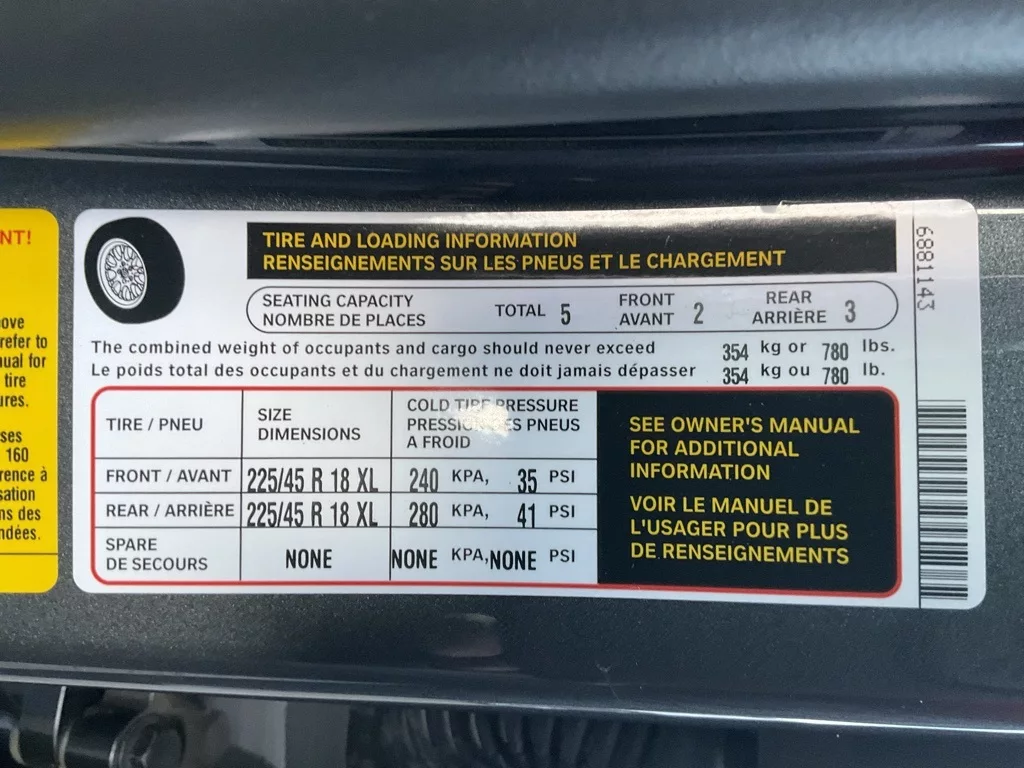 NT!
ove
refer to
ual for
tire
ures.
ses
160
rence à
sation
ns des
ndées.
TIRE AND LOADING INFORMATION
RENSEIGNEMENTS SUR LES PNEUS ET LE CHARGEMENT
SEATING CAPACITY
NOMBRE DE PLACES
TOTAL 5
FRONT
AVANT 2
REAR
ARRIÈRE 3
The combined weight of occupants and cargo should never exceed 354 kg or 780 lbs.
Le poids total des occupants et du chargement ne doit jamais dépasser 354 kg ou 780 lb.
TIRE / PNEU
SIZE
DIMENSIONS
COLD TIRE PRESSURE
PRESSION DES PNEUS
A FROID
FRONT / AVANT 225/45 R 18 XL 240 KPA, 35 PSI
REAR / ARRIÈRE 225/45 R 18 XL 280 KPA, 41 PSI
SPARE
DE SECOURS
NONE NONE KPA, NONE PSI
SEE OWNER'S MANUAL
FOR ADDITIONAL
INFORMATION
VOIR LE MANUEL DE
L'USAGER POUR PLUS
DE RENSEIGNEMENTS
6881143